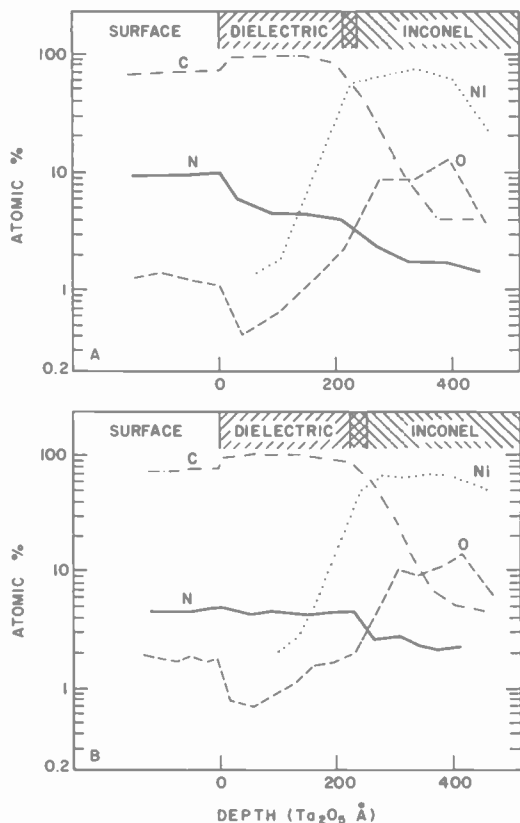 SURFACE DIELECTRIC INCONEL
100
C
NI
N
O
10
1
0.2
A
ATOMIC %
0 200 400
SURFACE DIELECTRIC INCONEL
100
C
Ni
N
O
10
1
0.2
B
ATOMIC %
0 200 400
DEPTH (Ta₂O₅ Å)